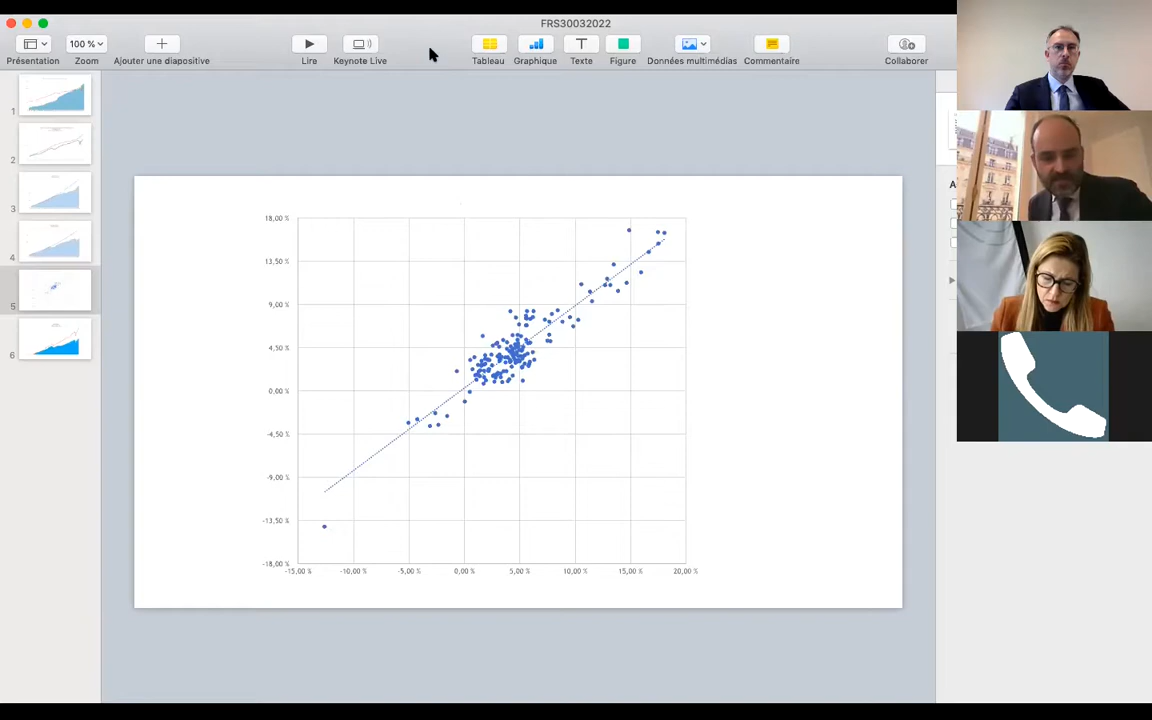 FRS30032022
100 %
Présentation
Zoom
Ajouter une diapositive
Lire
Keynote Live
Tableau
Graphique
Texte
Figure
Données multimédias
Commentaire
Collaborer
1
2
3
4
5
6
18,00 %
13,50 %
9,00 %
4,50 %
0,00 %
-4,50 %
-9,00 %
-13,50 %
-18,00 %
-15,00 %
-10,00 %
-5,00 %
0,00 %
5,00 %
10,00 %
15,00 %
20,00 %